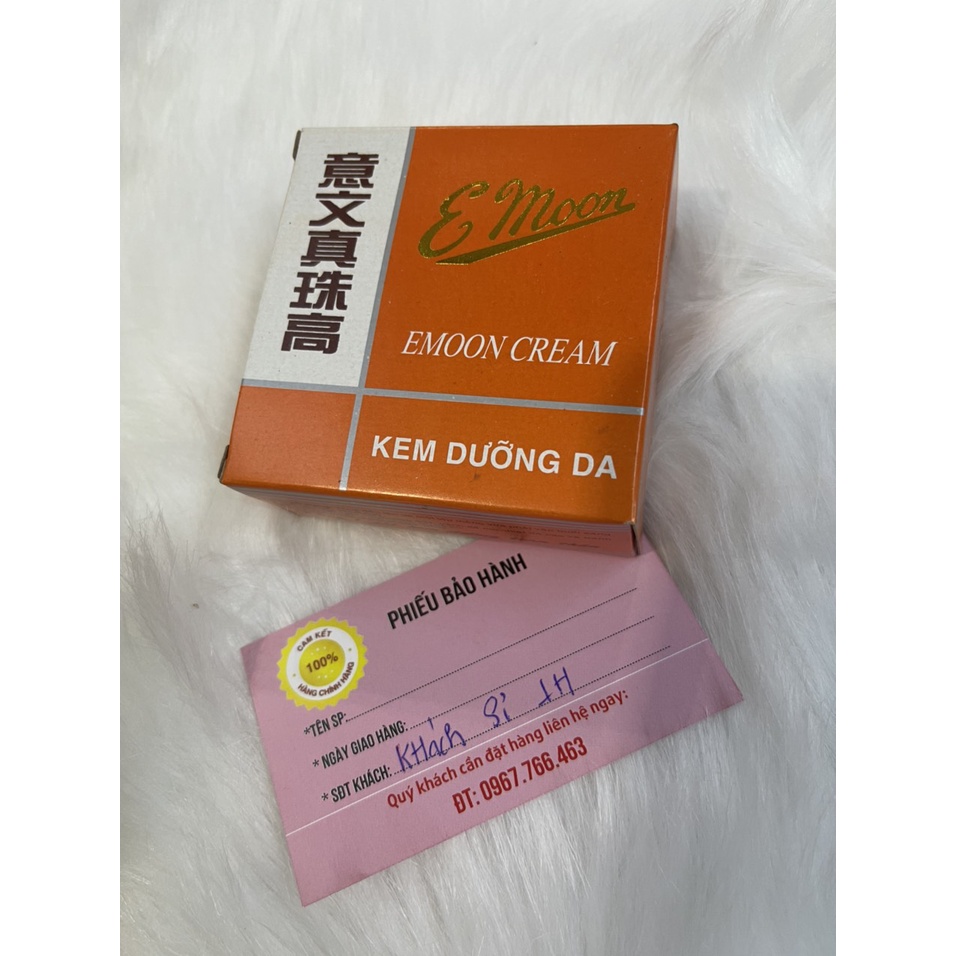 意文真珠高
E Moon
EMOON CREAM
KEM DƯỠNG DA
PHIẾU BẢO HÀNH
CAM KẾT
100%
HÀNG CHÍNH HÃNG
*TÊN SP:
* NGÀY GIAO HÀNG:
* SĐT KHÁCH: KHách Sỉ
Quý khách cần đặt hàng liên hệ ngay:
ĐT: 0967.766.463